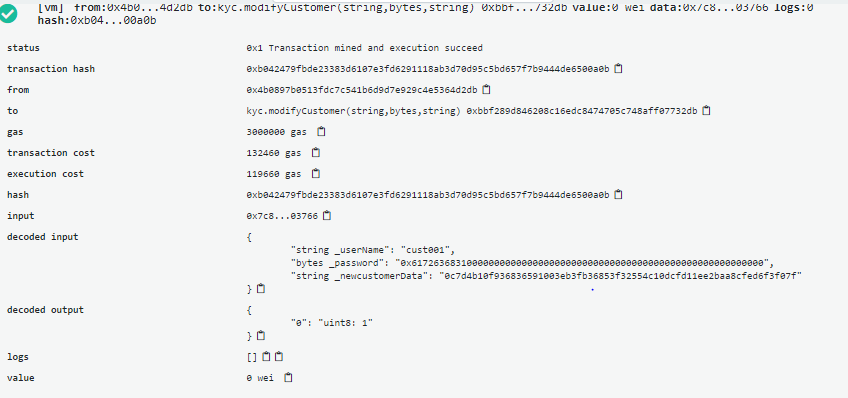 [vm] from:0x4b0...4d2db to:kyc.modifyCustomer(string,bytes,string) 0xbbf...732db value:0 wei data:0x7c8...03766 logs:0
hash:0xb04...00a0b
status 0x1 Transaction mined and execution succeed
transaction hash 0xb042479fbde23383d6107e3fd6291118ab3d70d95c5bd657f7b9444de6500a0b
from 0x4b0897b0513fdc7c541b6d9d7e929c4e5364d2db
to kyc.modifyCustomer(string,bytes,string) 0xbbf289d846208c16edc8474705c748aff07732db
gas 3000000 gas
transaction cost 132460 gas
execution cost 119660 gas
hash 0xb042479fbde23383d6107e3fd6291118ab3d70d95c5bd657f7b9444de6500a0b
input 0x7c8...03766
decoded input {
"string _userName": "cust001",
"bytes _password": "0x6172636831000000000000000000000000000000000000000000000000000000",
"string _newcustomerData": "0c7d4b10f936836591003eb3fb36853f32554c10dcfd11ee2baa8cfed6f3f07f"
}
decoded output {
"0": "uint8: 1"
}
logs []
value 0 wei